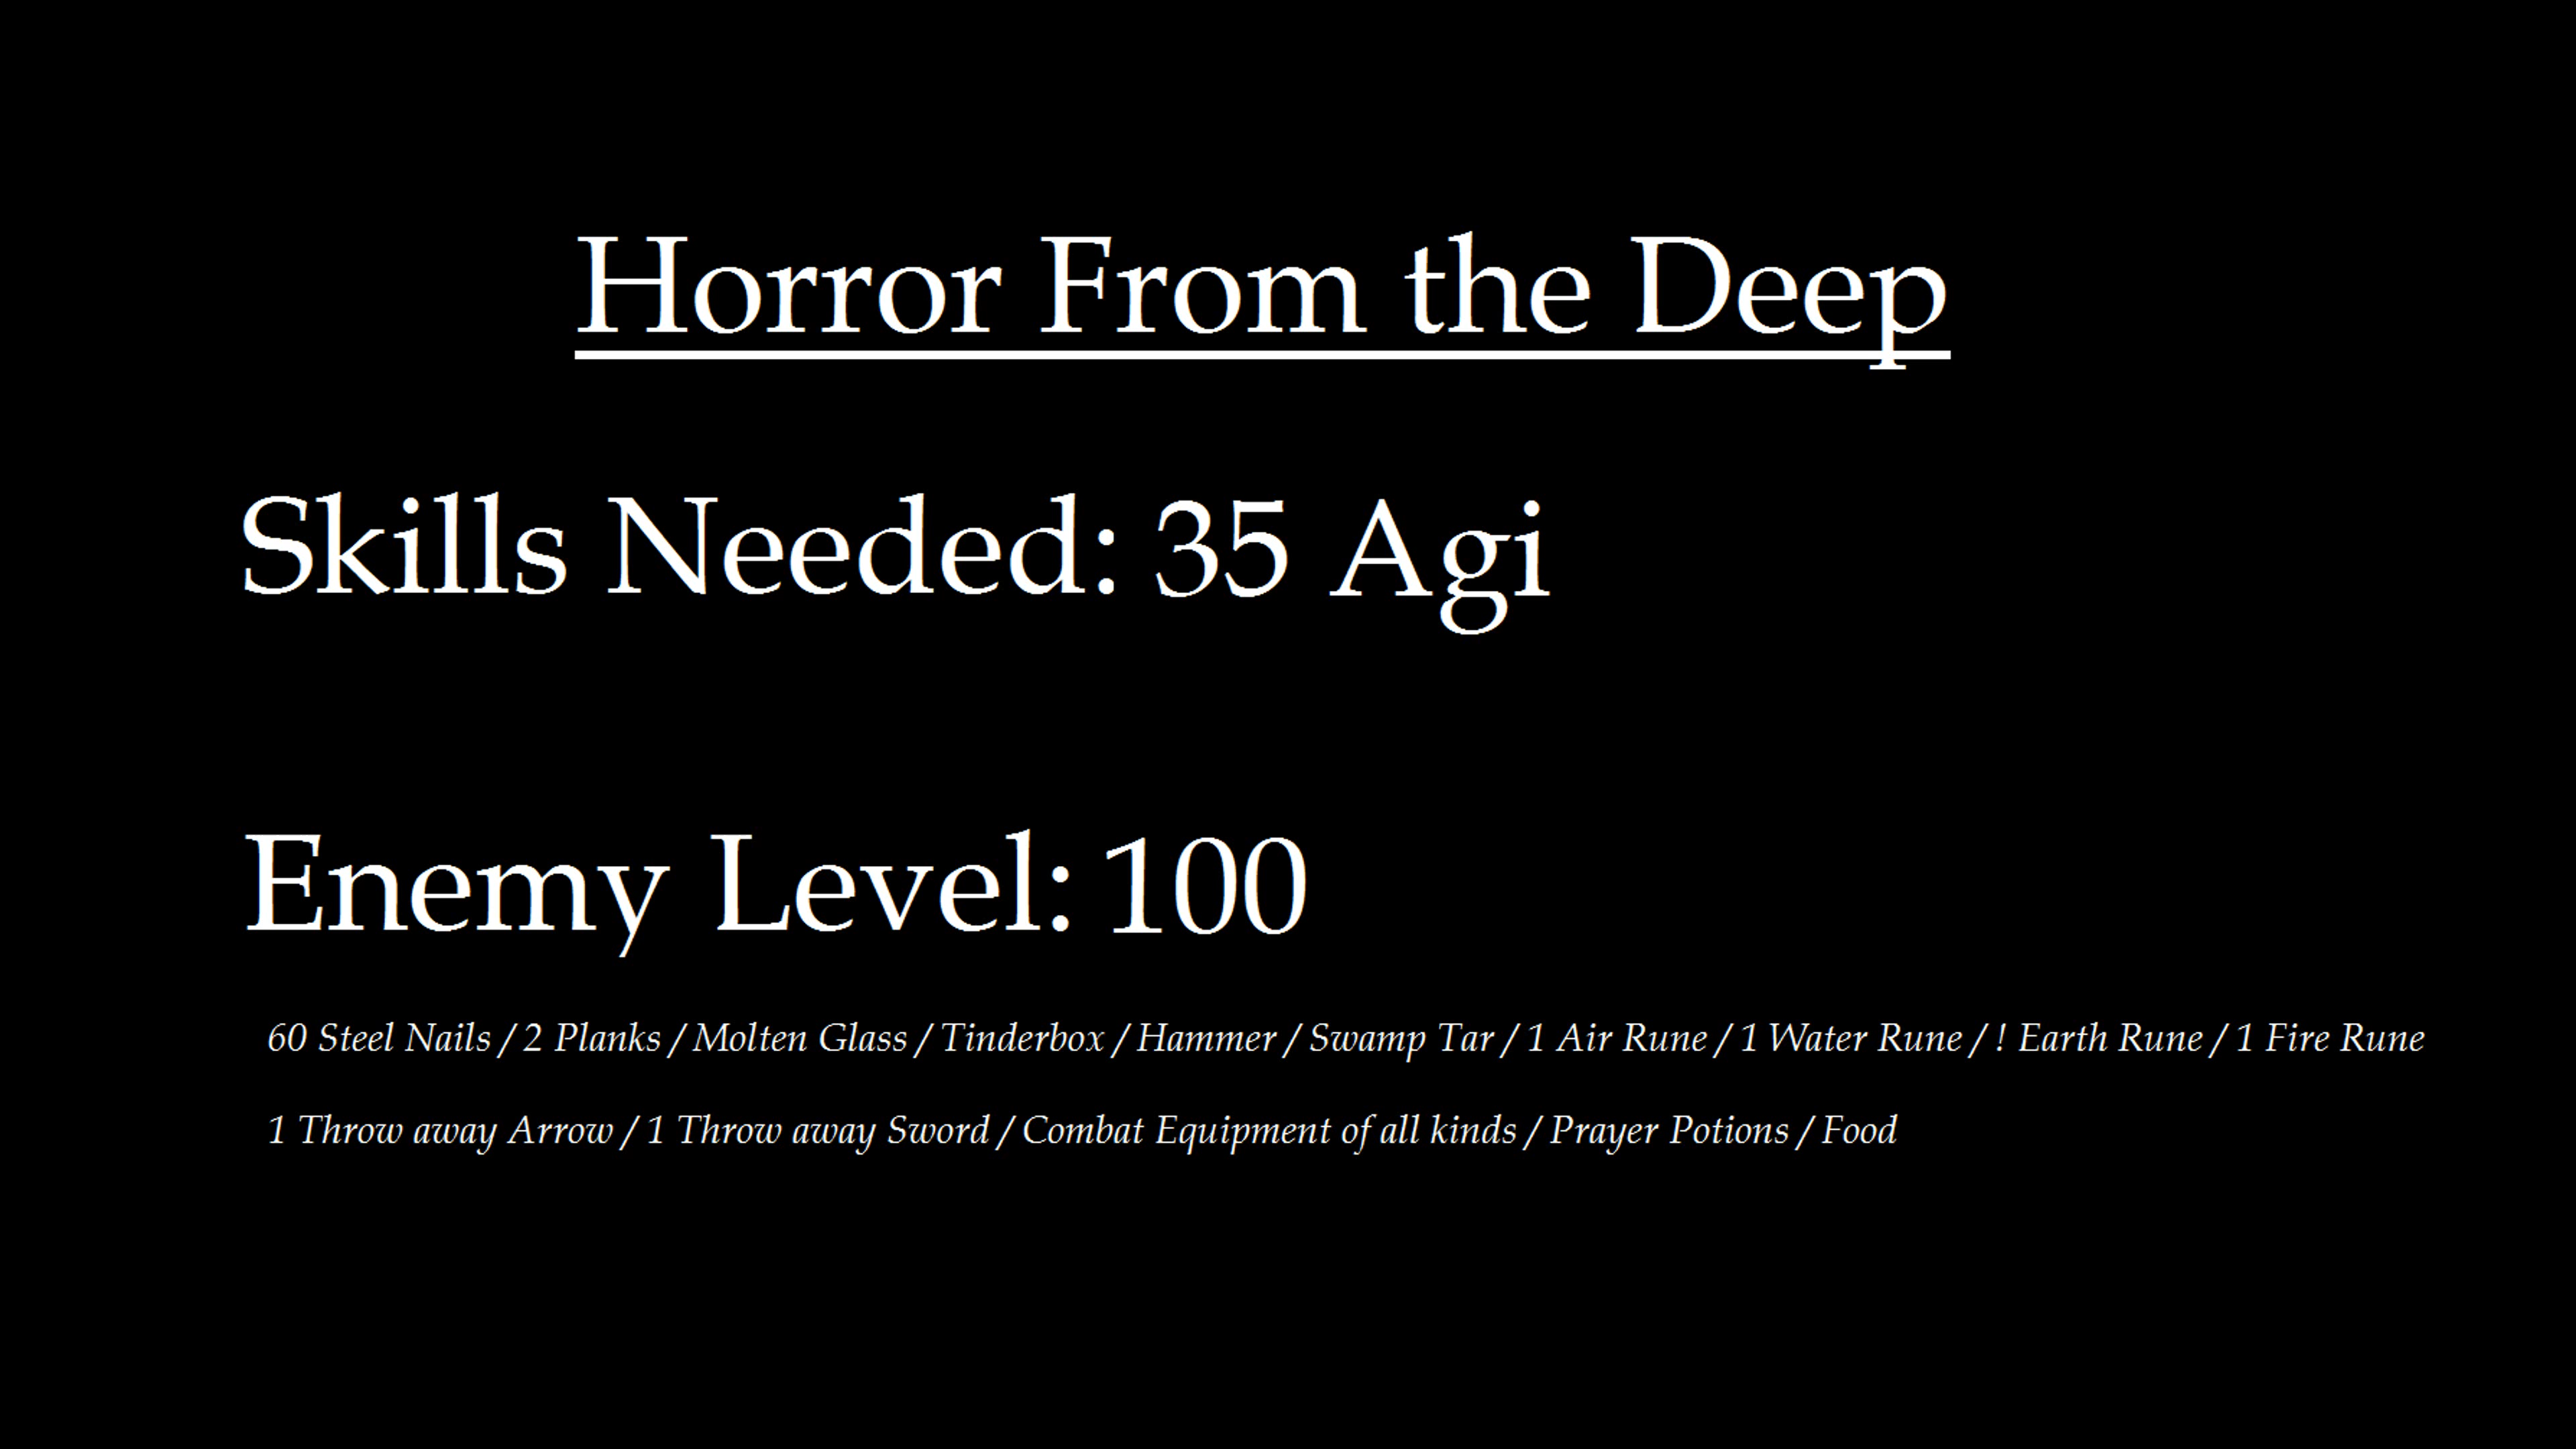 Horror From the Deep
Skills Needed: 35 Agi
Enemy Level: 100
60 Steel Nails / 2 Planks / Molten Glass / Tinderbox / Hammer / Swamp Tar / 1 Air Rune / 1 Water Rune / ! Earth Rune / 1 Fire Rune
1 Throw away Arrow / 1 Throw away Sword / Combat Equipment of all kinds / Prayer Potions / Food